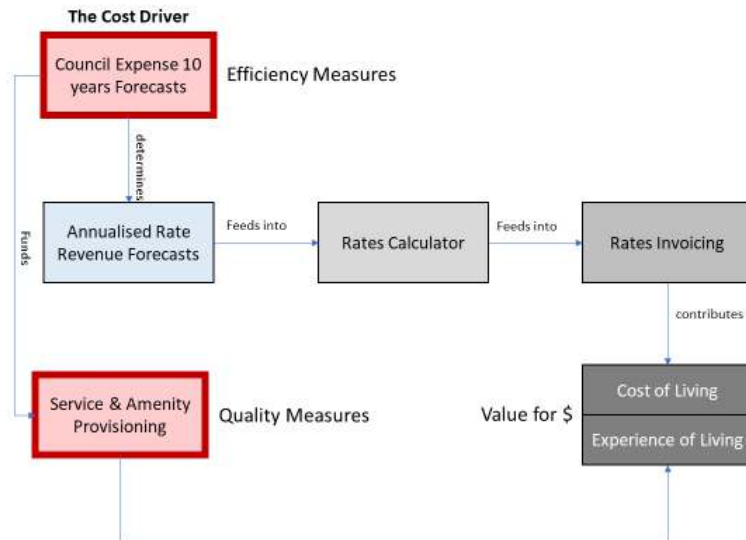 The Cost Driver
Council Expense 10
years Forecasts
Efficiency Measures
determines
Funds
Annualised Rate
Revenue Forecasts
Feeds into
Rates Calculator
Feeds into
Rates Invoicing
contributes
Service & Amenity
Provisioning
Quality Measures
Value for $
Cost of Living
Experience of Living